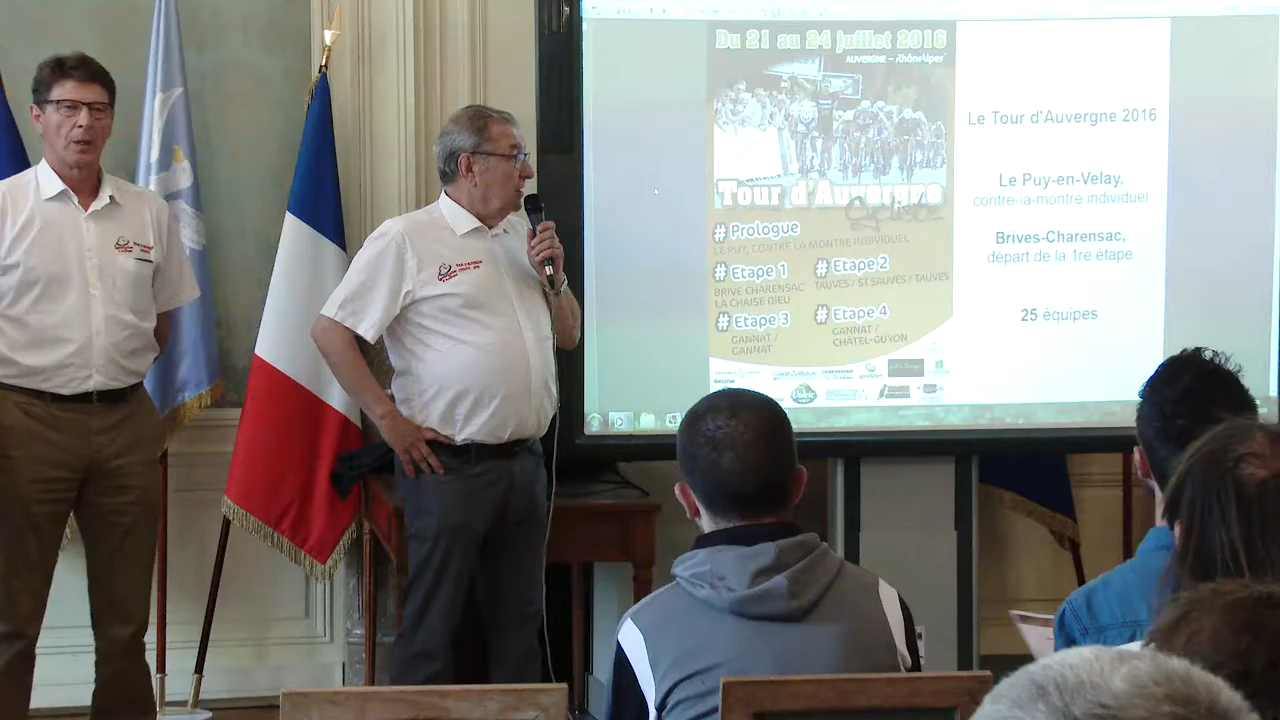 Du 21 au 24 juillet 2016
AUVERGNE - RhôneAlpes
Tour d'Auvergne
Cycliste
# Prologue
LE PUY, CONTRE LA MONTRE INDIVIDUEL
# Etape 1
BRIVE CHARENSAC
LA CHAISE DIEU
# Etape 2
TAUVES / ST SAUVES / TAUVES
# Etape 3
GANNAT /
GANNAT
# Etape 4
GANNAT /
CHATEL-GUYON
Le Tour d'Auvergne 2016
Le Puy-en-Velay,
contre-la-montre individuel
Brives-Charensac,
départ de la 1re étape
25 équipes